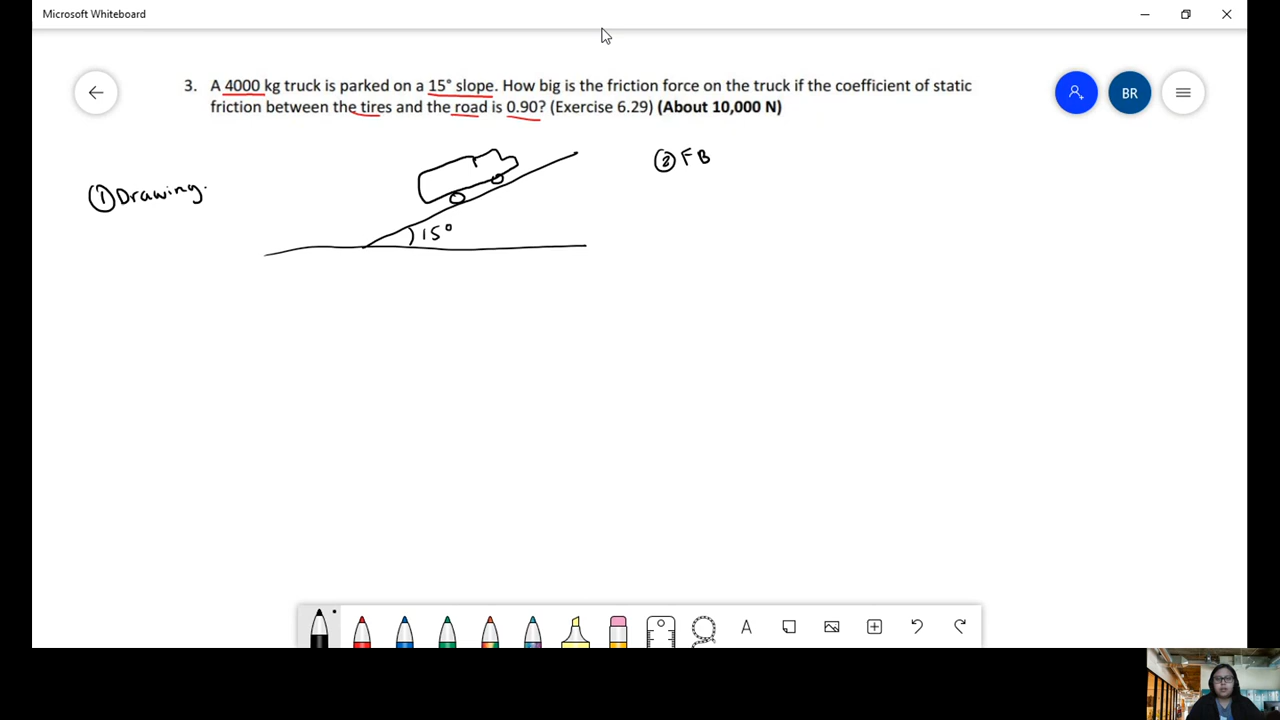 Microsoft Whiteboard
3. A 4000 kg truck is parked on a 15° slope. How big is the friction force on the truck if the coefficient of static
friction between the tires and the road is 0.90? (Exercise 6.29) (About 10,000 N)
BR
② FB
① Drawing.
15°
A